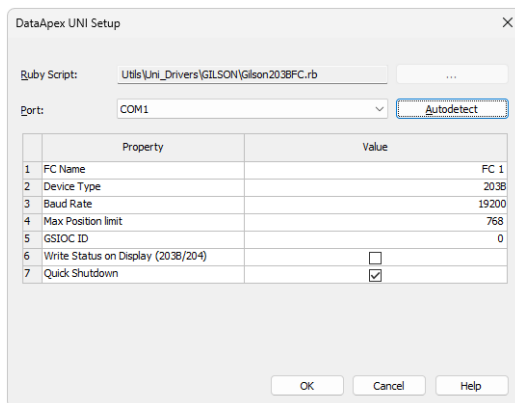 DataApex UNI Setup
Ruby Script: Utils\Uni_Drivers\GILSON\Gilson203BFC.rb ...
Port: COM1 Autodetect
Property Value
1 FC Name FC 1
2 Device Type 203B
3 Baud Rate 19200
4 Max Position limit 768
5 GSIOC ID 0
6 Write Status on Display (203B/204)
7 Quick Shutdown
OK Cancel Help